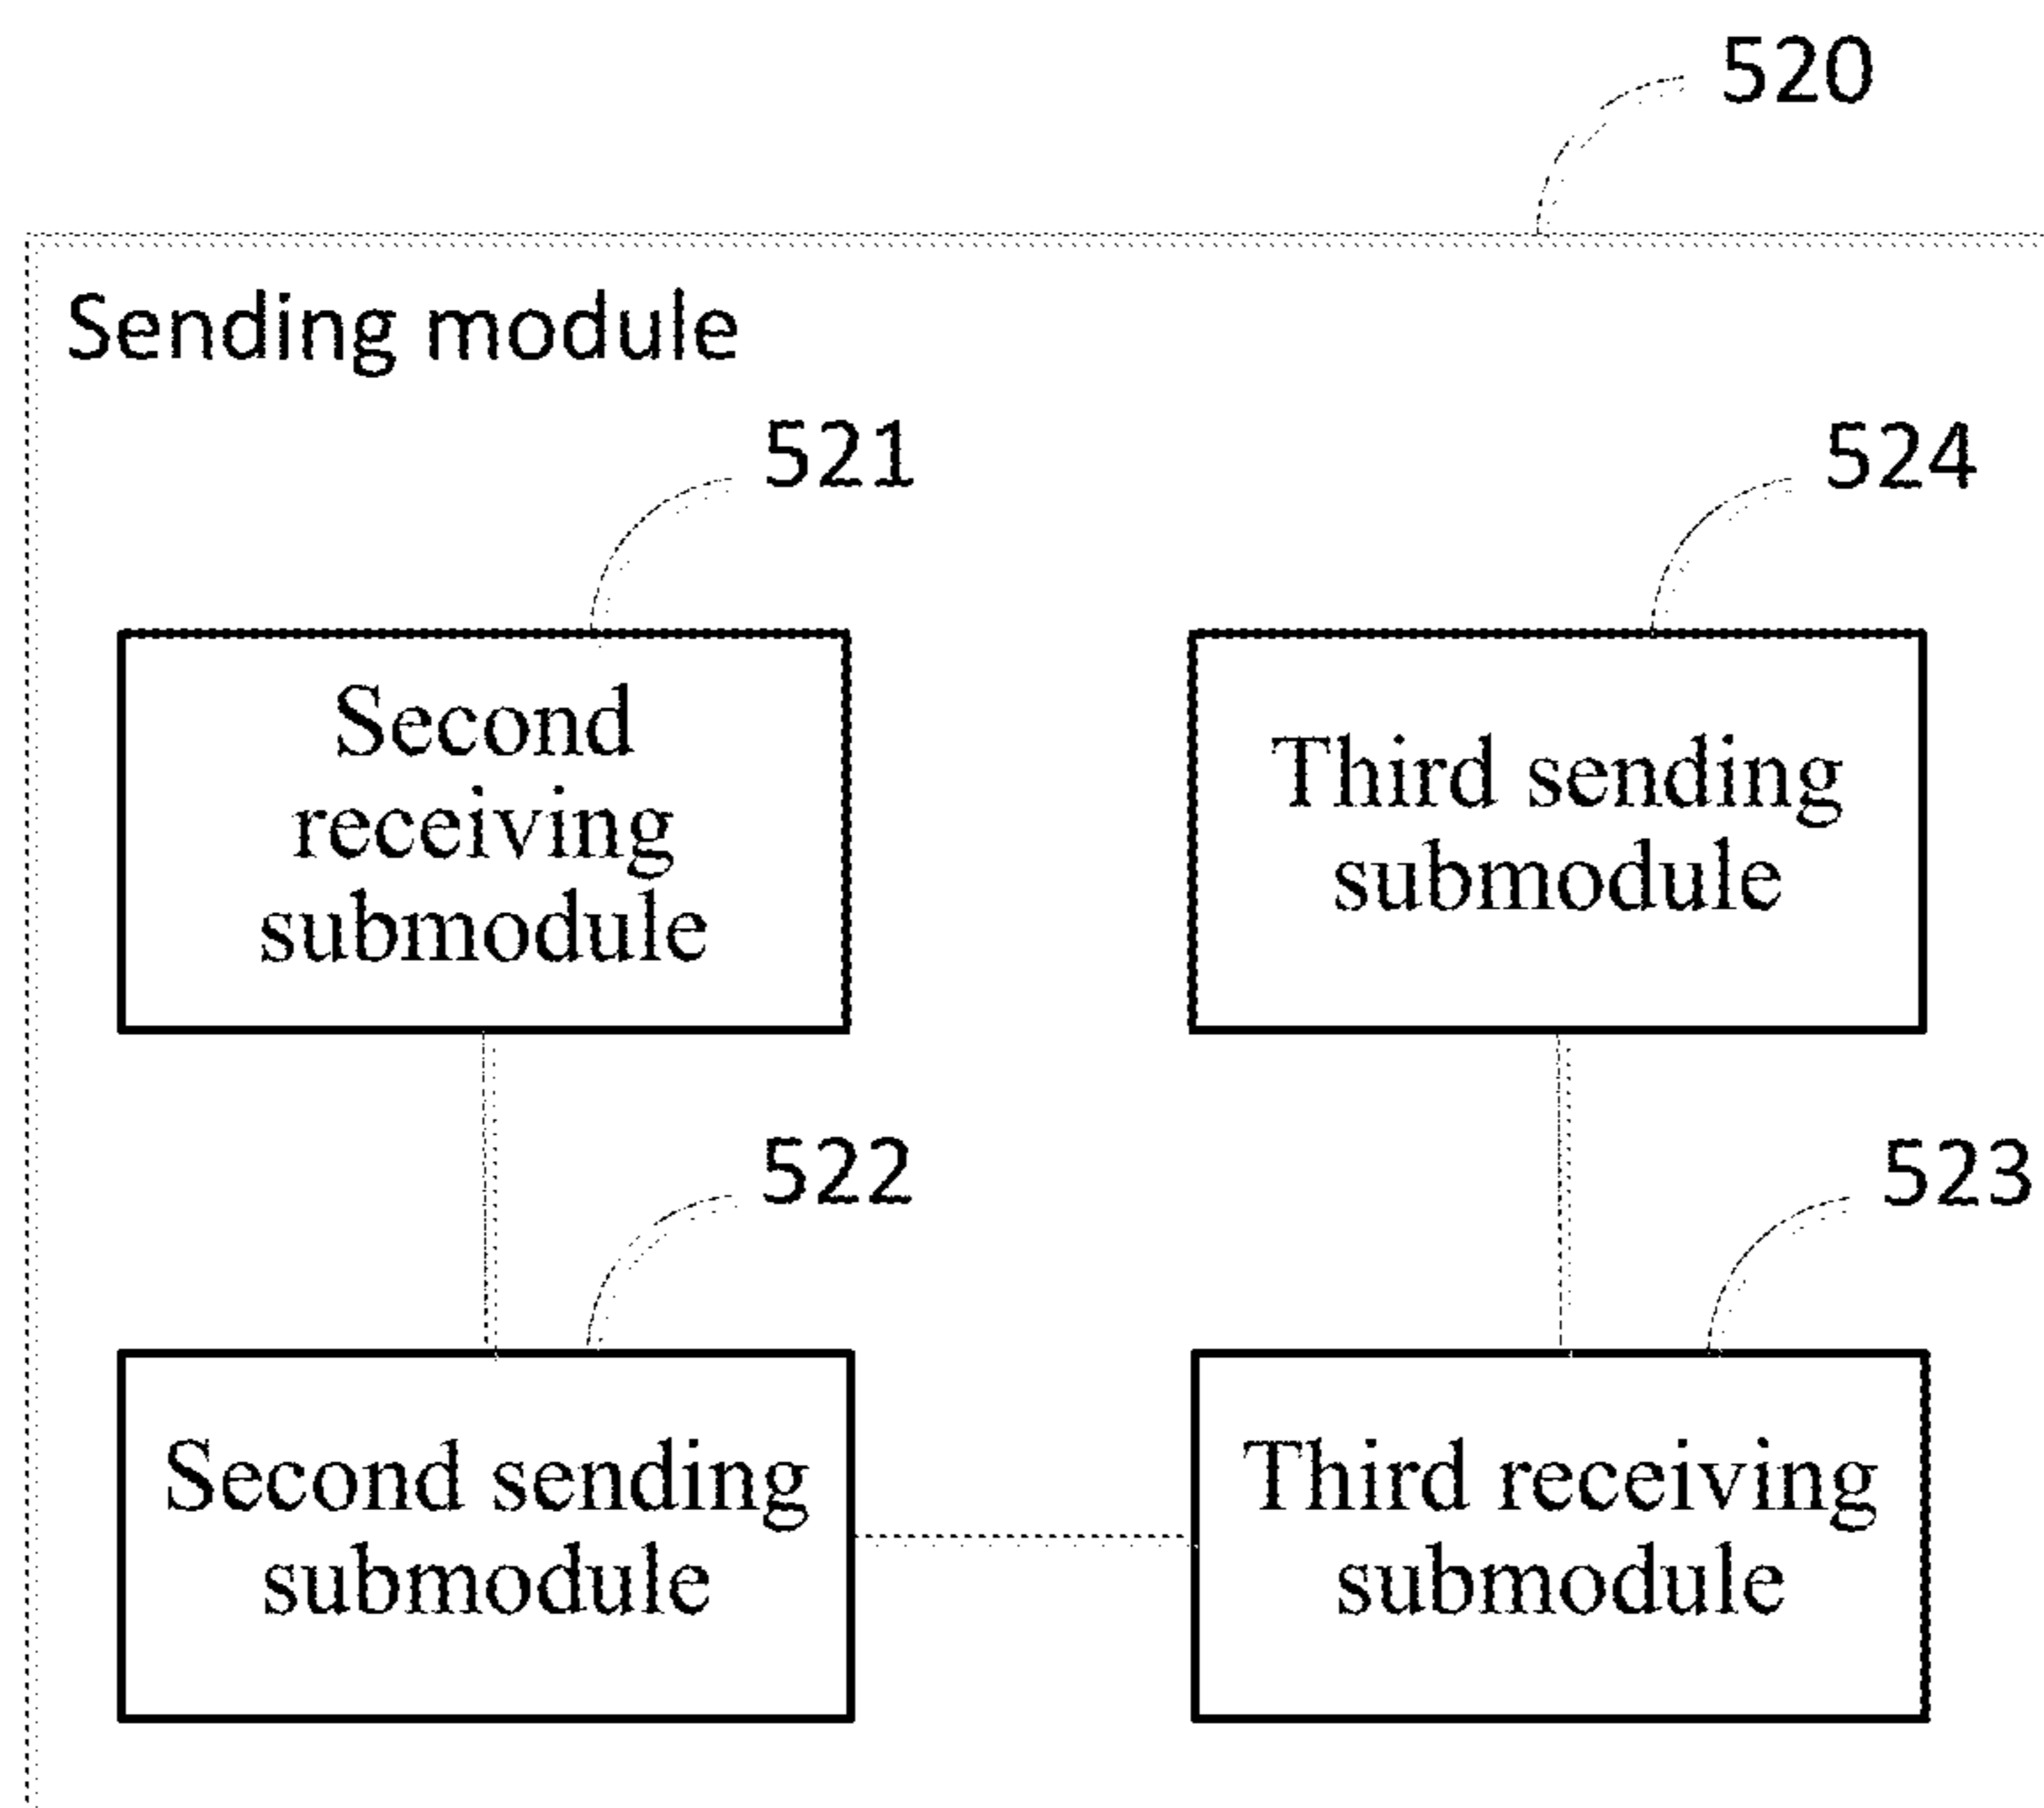 520
Sending module
521
524
Second
receiving
submodule
Third sending
submodule
522
523
Second sending
submodule
Third receiving
submodule